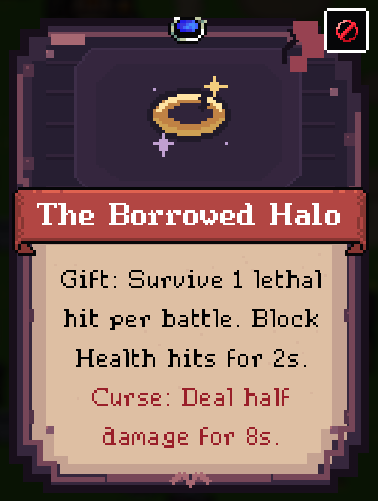 The Borrowed Halo
Gift: Survive 1 lethal
hit per battle. Block
Health hits for 2s.
Curse: Deal half
damage for 8s.